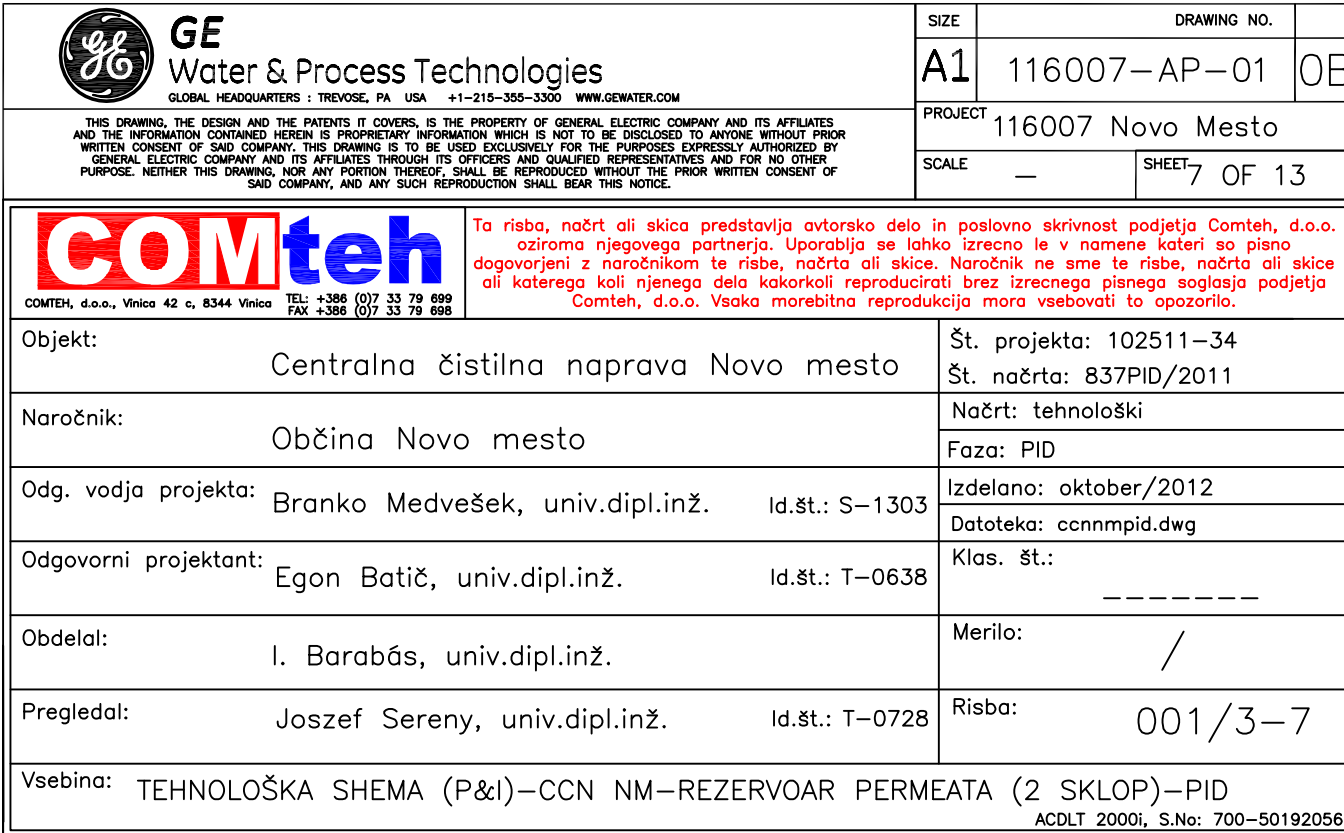 GE
Water & Process Technologies
GLOBAL HEADQUARTERS : TREVOSE, PA USA +1-215-355-3300 WWW.GEWATER.COM
SIZE
A1
DRAWING NO.
116007-AP-01
THIS DRAWING, THE DESIGN AND THE PATENTS IT COVERS, IS THE PROPERTY OF GENERAL ELECTRIC COMPANY AND ITS AFFILIATES
AND THE INFORMATION CONTAINED HEREIN IS PROPRIETARY INFORMATION WHICH IS NOT TO BE DISCLOSED TO ANYONE WITHOUT PRIOR
WRITTEN CONSENT OF SAID COMPANY. THIS DRAWING IS TO BE USED EXCLUSIVELY FOR THE PURPOSES EXPRESSLY AUTHORIZED BY
GENERAL ELECTRIC COMPANY AND ITS AFFILIATES THROUGH ITS OFFICERS AND QUALIFIED REPRESENTATIVES AND FOR NO OTHER
PURPOSE. NEITHER THIS DRAWING, NOR ANY PORTION THEREOF, SHALL BE REPRODUCED WITHOUT THE PRIOR WRITTEN CONSENT OF
SAID COMPANY, AND ANY SUCH REPRODUCTION SHALL BEAR THIS NOTICE.
PROJECT 116007 Novo Mesto
SCALE –
SHEET 7 OF 13
COMteh
COMTEH, d.o.o., Vinica 42 c, 8344 Vinica
TEL: +386 (0)7 33 79 699
FAX +386 (0)7 33 79 698
Ta risba, načrt ali skica predstavlja avtorsko delo in poslovno skrivnost podjetja Comteh, d.o.o.
oziroma njegovega partnerja. Uporablja se lahko izrecno le v namene kateri so pisno
dogovorjeni z naročnikom te risbe, načrta ali skice. Naročnik ne sme te risbe, načrta ali skice
ali katerega koli njenega dela kakorkoli reproducirati brez izrecnega pisnega soglasja podjetja
Comteh, d.o.o. Vsaka morebitna reprodukcija mora vsebovati to opozorilo.
Objekt: Centralna čistilna naprava Novo mesto
Št. projekta: 102511-34
Št. načrta: 837PID/2011
Naročnik: Občina Novo mesto
Načrt: tehnološki
Faza: PID
Odg. vodja projekta: Branko Medvešek, univ.dipl.inž. Id.št.: S-1303
Izdelano: oktober/2012
Datoteka: ccnnmpid.dwg
Odgovorni projektant: Egon Batič, univ.dipl.inž. Id.št.: T-0638
Klas. št.:
-------
Obdelal: I. Barabás, univ.dipl.inž.
Merilo: /
Pregledal: Joszef Sereny, univ.dipl.inž. Id.št.: T-0728
Risba: 001/3-7
Vsebina: TEHNOLOŠKA SHEMA (P&I)-CCN NM-REZERVOAR PERMEATA (2 SKLOP)-PID
ACDLT 2000i, S.No: 700-50192056